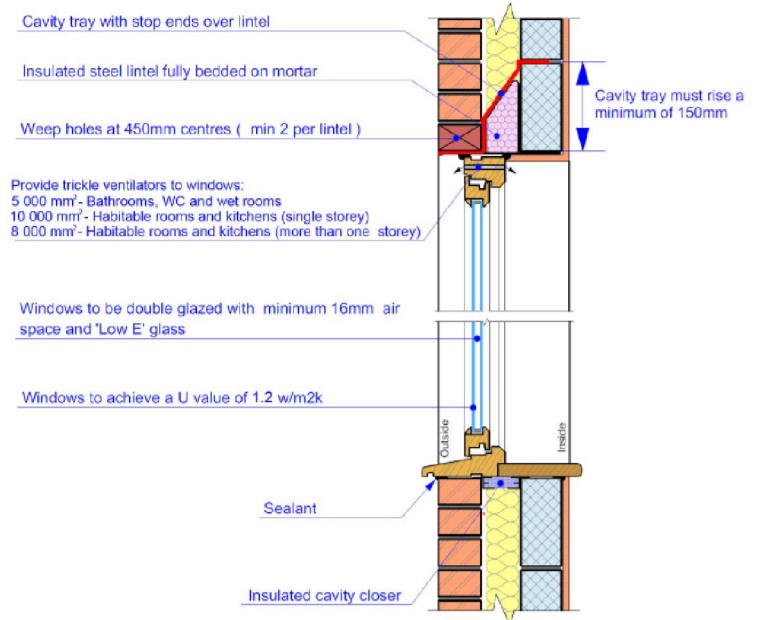 Cavity tray with stop ends over lintel
Insulated steel lintel fully bedded on mortar
Cavity tray must rise a
minimum of 150mm
Weep holes at 450mm centres ( min 2 per lintel )
Provide trickle ventilators to windows:
5 000 mm²- Bathrooms, WC and wet rooms
10 000 mm²- Habitable rooms and kitchens (single storey)
8 000 mm²- Habitable rooms and kitchens (more than one storey)
Windows to be double glazed with minimum 16mm air
space and 'Low E' glass
Windows to achieve a U value of 1.2 w/m2k
Outside
Inside
Sealant
Insulated cavity closer